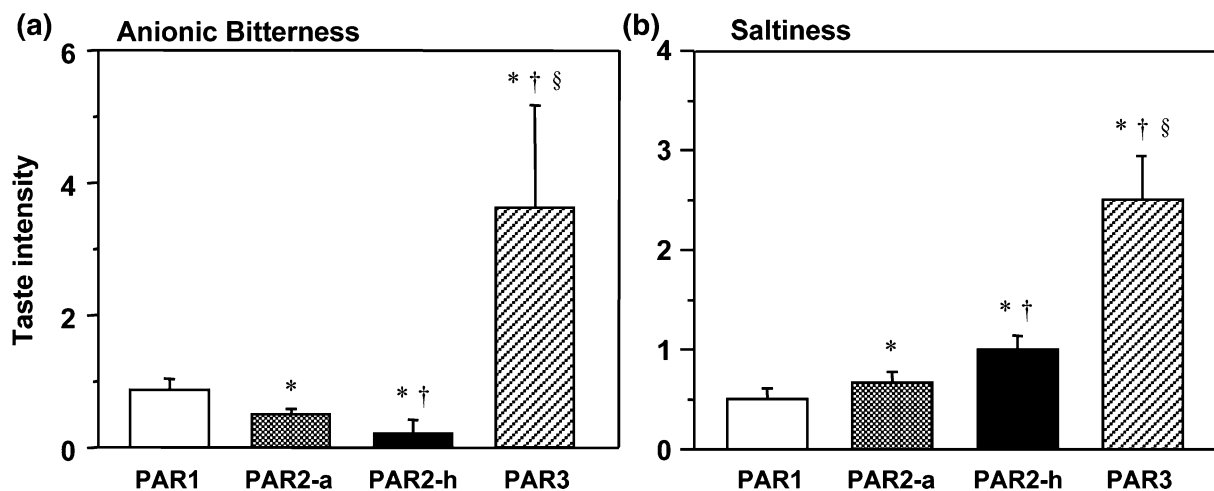 (a) Anionic Bitterness
Taste intensity
6
4
2
0
* † §
*
* †
PAR1 PAR2-a PAR2-h PAR3
(b) Saltiness
4
3
2
1
0
* † §
* †
*
PAR1 PAR2-a PAR2-h PAR3